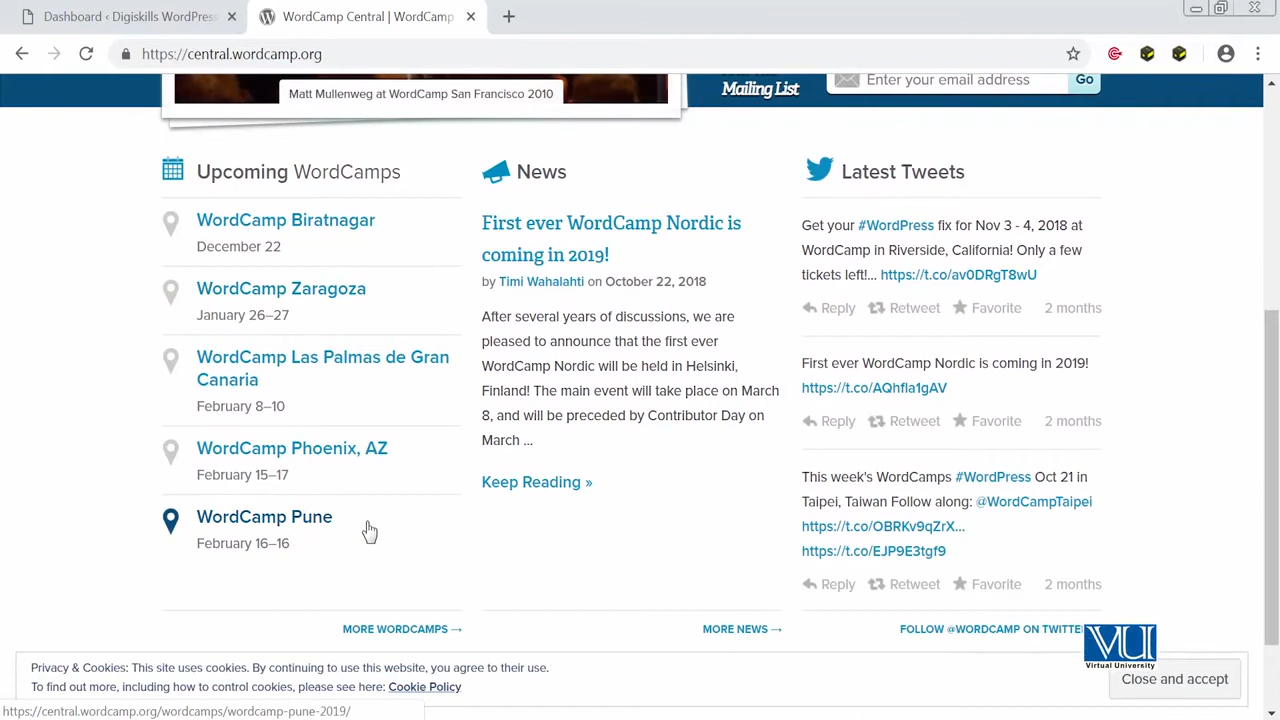 Dashboard ‹ Digiskills WordPress
WordCamp Central | WordCamp
https://central.wordcamp.org
Matt Mullenweg at WordCamp San Francisco 2010
Mailing List
Enter your email address
Go
Upcoming WordCamps
WordCamp Biratnagar
December 22
WordCamp Zaragoza
January 26–27
WordCamp Las Palmas de Gran
Canaria
February 8–10
WordCamp Phoenix, AZ
February 15–17
WordCamp Pune
February 16–16
MORE WORDCAMPS →
News
First ever WordCamp Nordic is
coming in 2019!
by Timi Wahalahti on October 22, 2018
After several years of discussions, we are
pleased to announce that the first ever
WordCamp Nordic will be held in Helsinki,
Finland! The main event will take place on March
8, and will be preceded by Contributor Day on
March ...
Keep Reading »
MORE NEWS →
Latest Tweets
Get your #WordPress fix for Nov 3 - 4, 2018 at
WordCamp in Riverside, California! Only a few
tickets left!... https://t.co/av0DRgT8wU
Reply Retweet Favorite 2 months
First ever WordCamp Nordic is coming in 2019!
https://t.co/AQhfla1gAV
Reply Retweet Favorite 2 months
This week's WordCamps #WordPress Oct 21 in
Taipei, Taiwan Follow along: @WordCampTaipei
https://t.co/OBRKv9qZrX...
https://t.co/EJP9E3tgf9
Reply Retweet Favorite 2 months
FOLLOW @WORDCAMP ON TWITTE
VU
Virtual University
Privacy & Cookies: This site uses cookies. By continuing to use this website, you agree to their use.
To find out more, including how to control cookies, please see here: Cookie Policy
Close and accept
https://central.wordcamp.org/wordcamps/wordcamp-pune-2019/